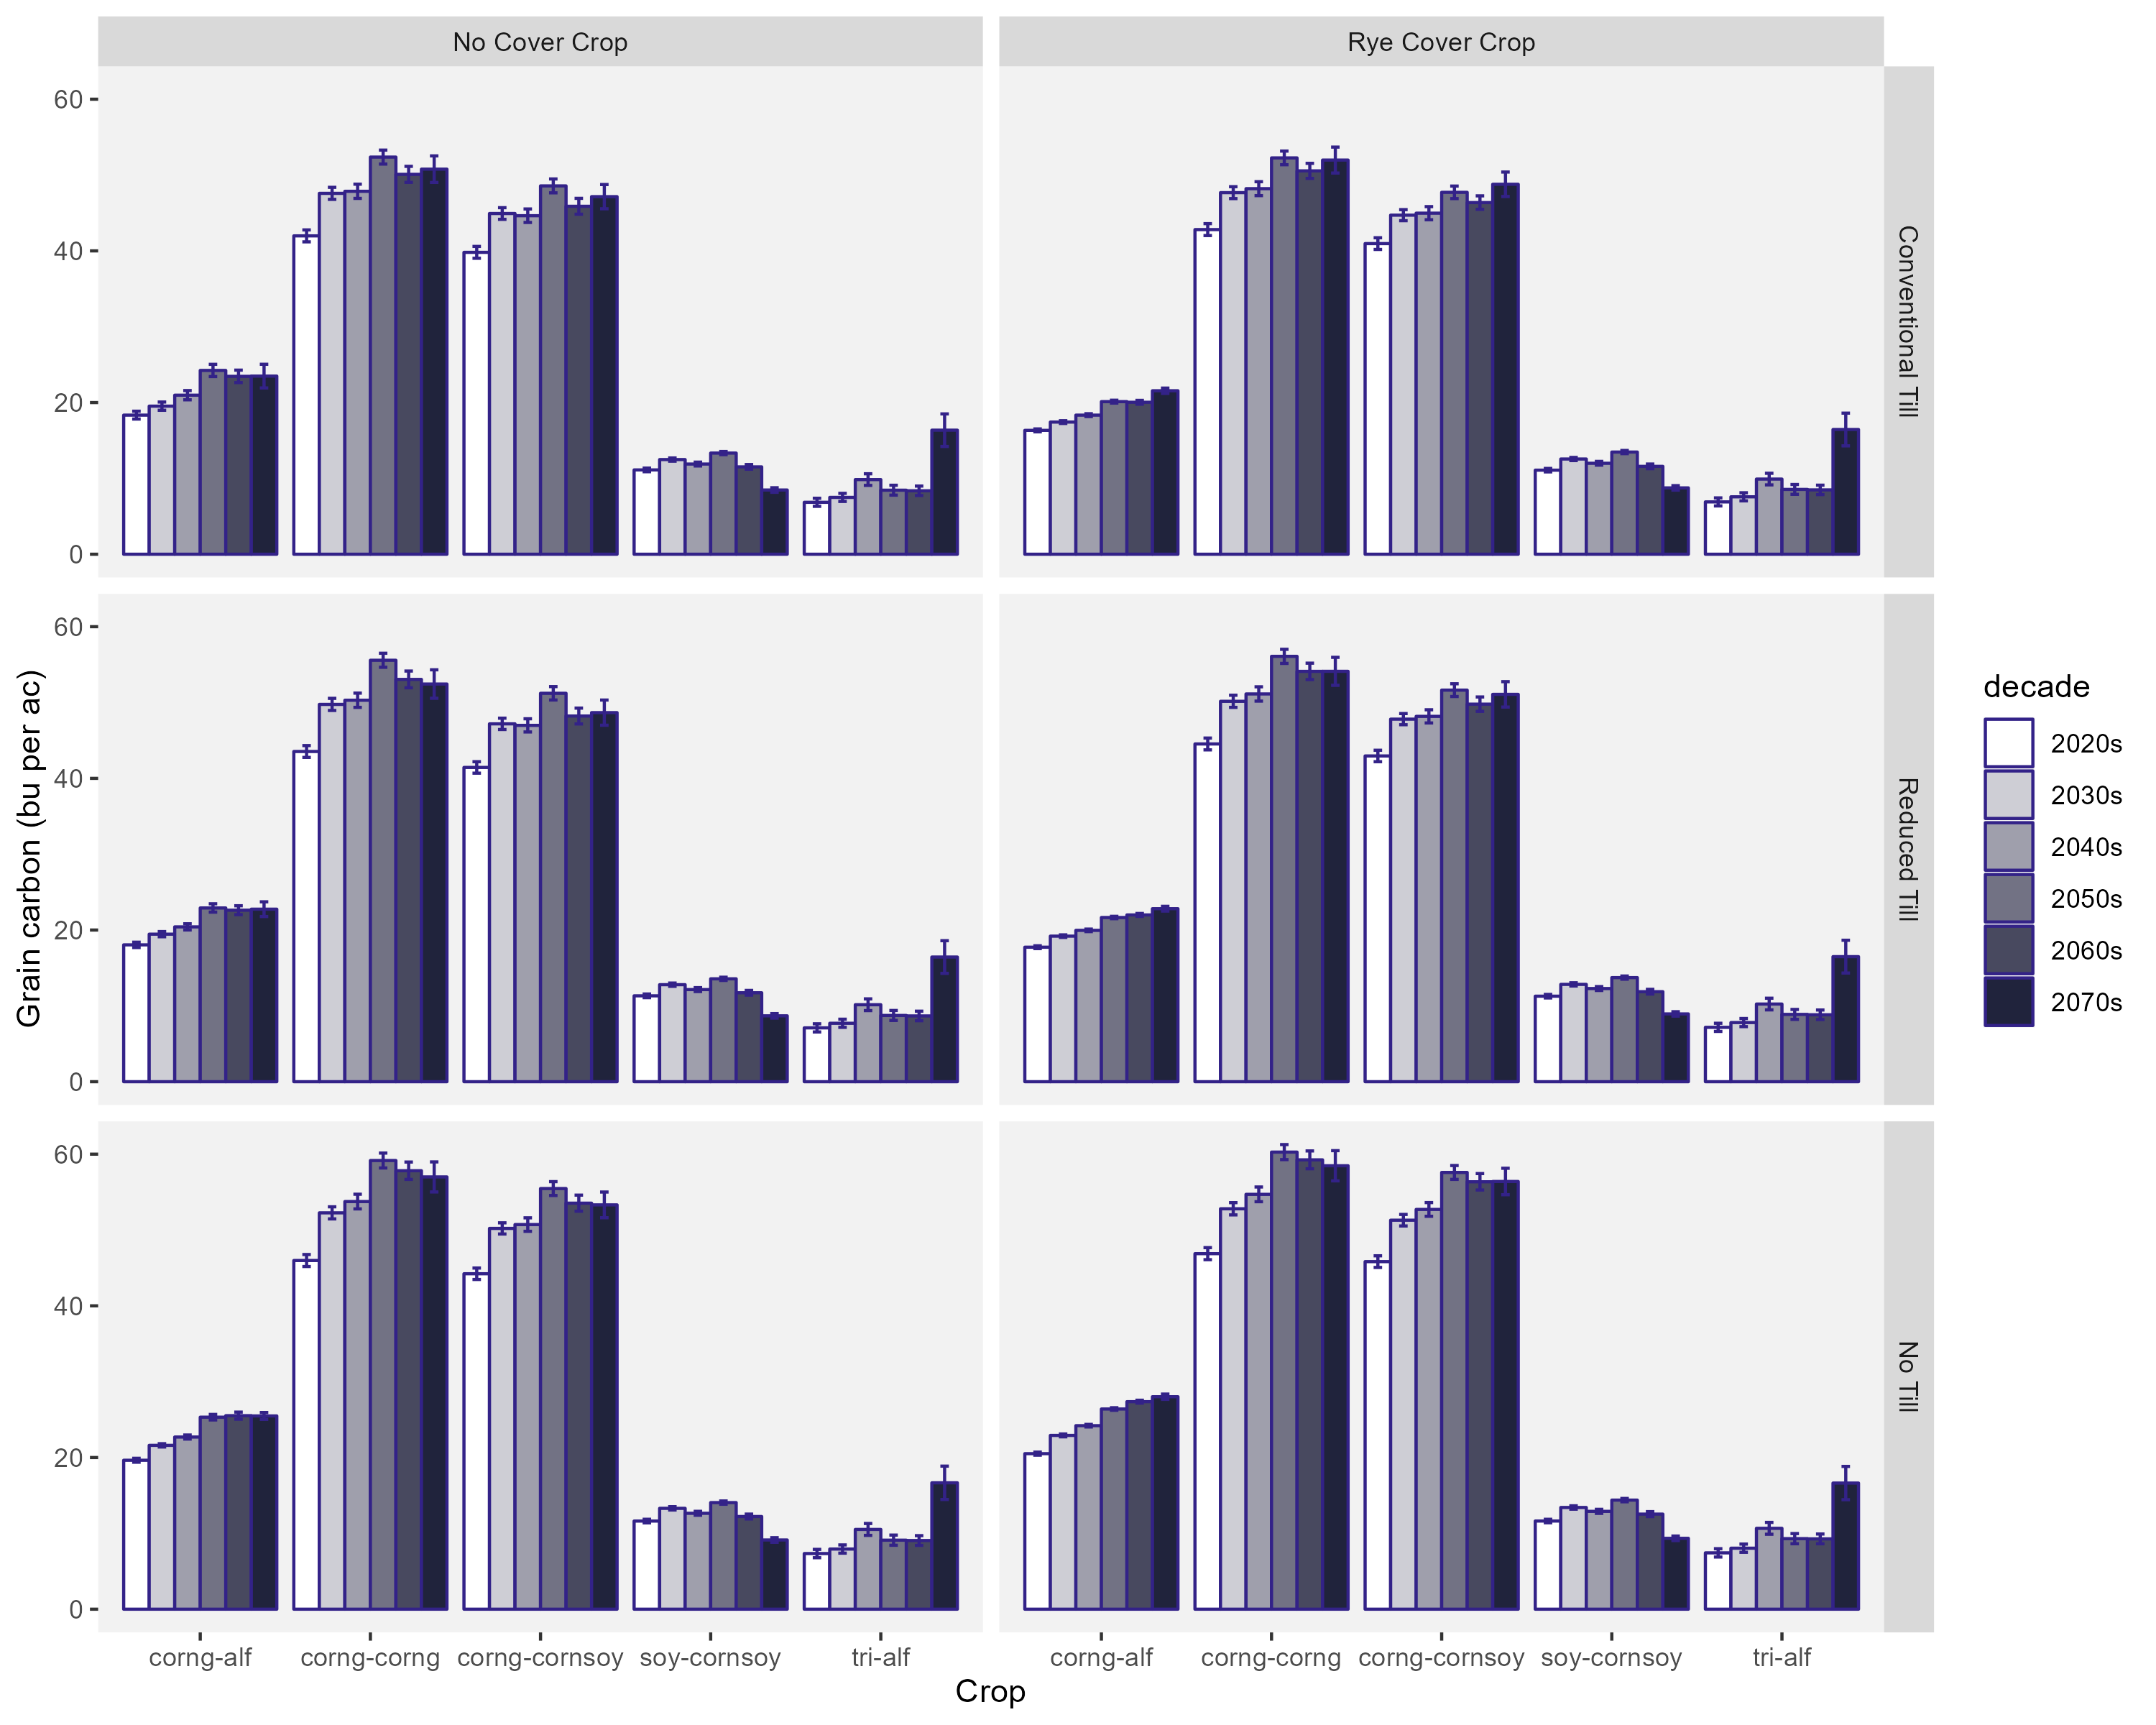 No Cover Crop
Rye Cover Crop
60
40
20
0
Conventional Till
60
40
20
0
Reduced Till
60
40
20
0
No Till
Grain carbon (bu per ac)
corng-alf
corng-corng
corng-cornsoy
soy-cornsoy
tri-alf
corng-alf
corng-corng
corng-cornsoy
soy-cornsoy
tri-alf
Crop
decade
2020s
2030s
2040s
2050s
2060s
2070s